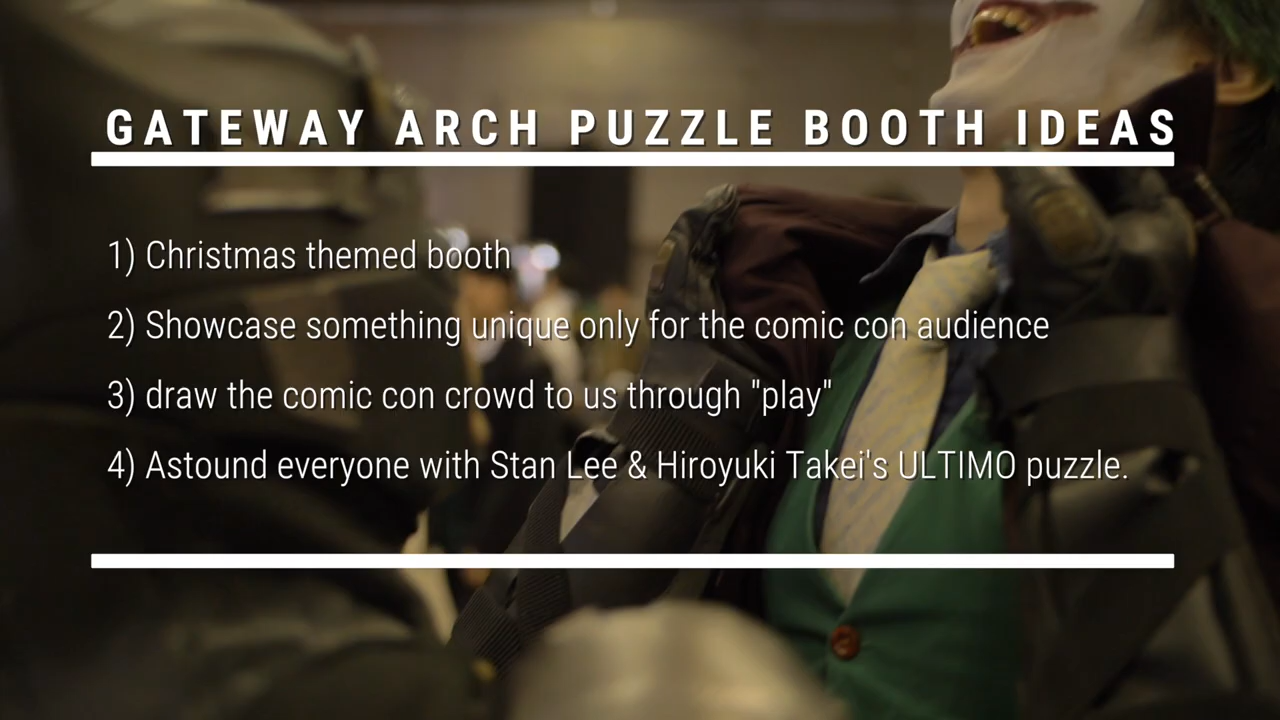 GATEWAY ARCH PUZZLE BOOTH IDEAS
1) Christmas themed booth
2) Showcase something unique only for the comic con audience
3) draw the comic con crowd to us through "play"
4) Astound everyone with Stan Lee & Hiroyuki Takei's ULTIMO puzzle.